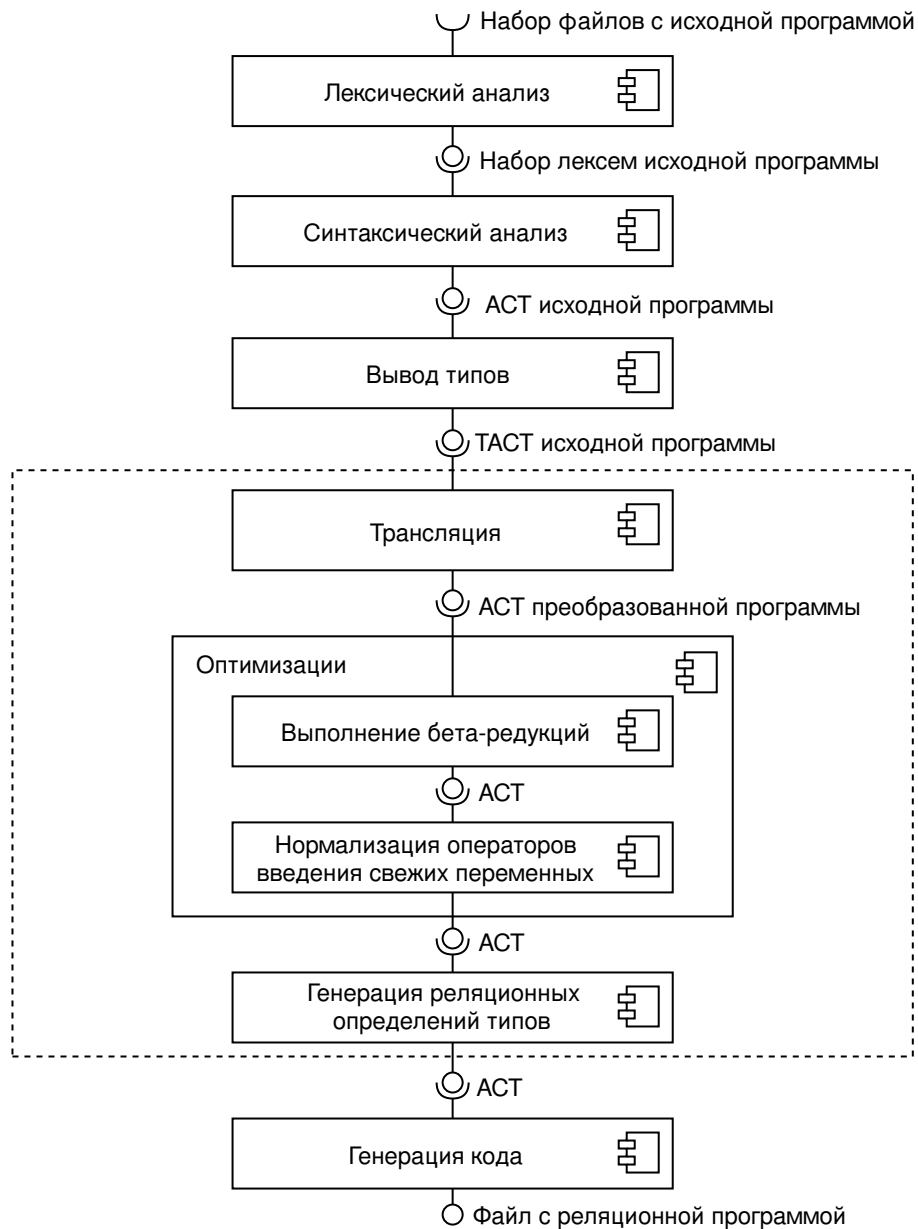 Набор файлов с исходной программой
Лексический анализ
Набор лексем исходной программы
Синтаксический анализ
АСТ исходной программы
Вывод типов
ТАСТ исходной программы
Трансляция
АСТ преобразованной программы
Оптимизации
Выполнение бета-редукций
АСТ
Нормализация операторов
введения свежих переменных
АСТ
Генерация реляционных
определений типов
АСТ
Генерация кода
Файл с реляционной программой